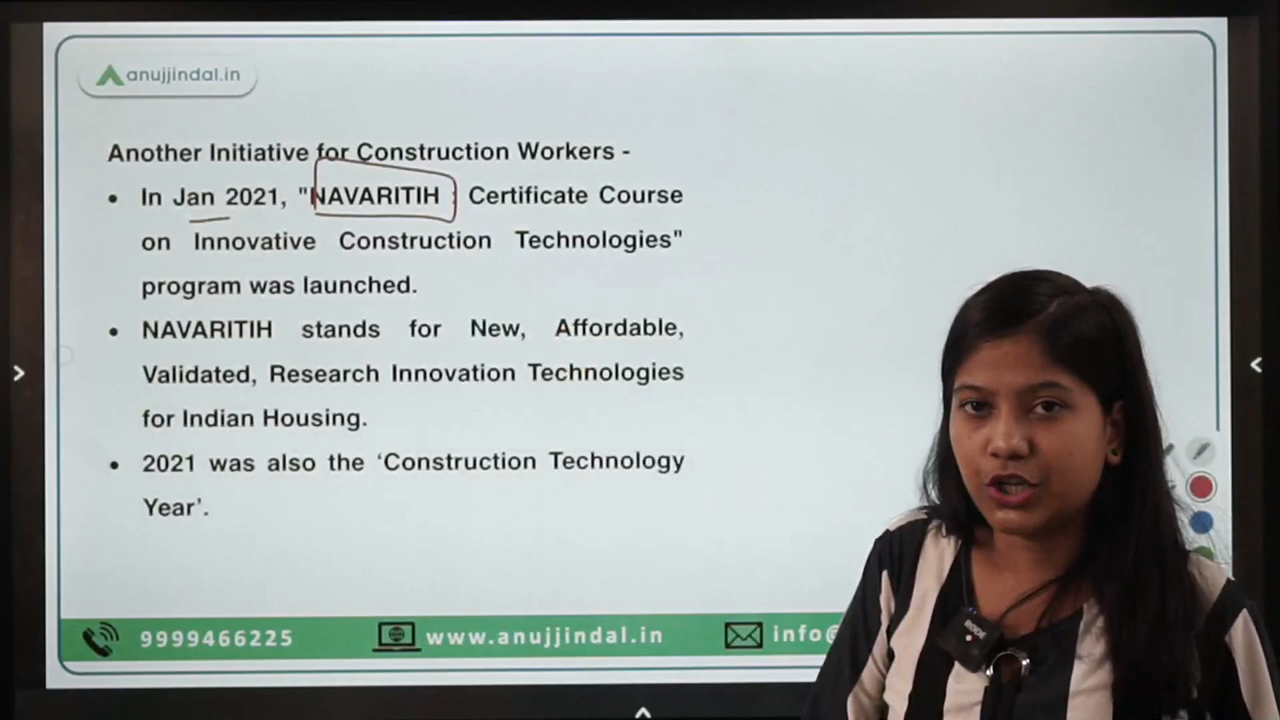 anujjindal.in
Another Initiative for Construction Workers -
• In Jan 2021, "NAVARITIH Certificate Course
on Innovative Construction Technologies"
program was launched.
• NAVARITIH stands for New, Affordable,
Validated, Research Innovation Technologies
for Indian Housing.
• 2021 was also the ‘Construction Technology
Year’.
9999466225 www.anujjindal.in info@
RODE